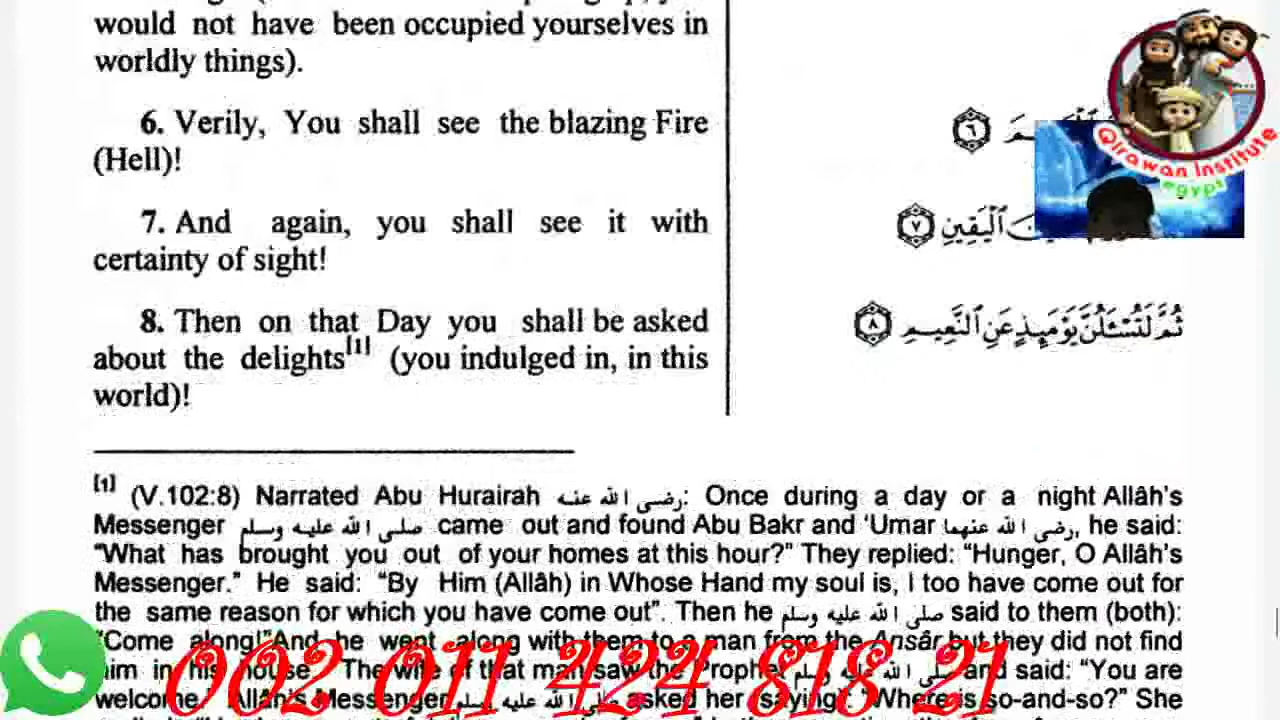 would not have been occupied yourselves in
worldly things).
6. Verily, You shall see the blazing Fire
(Hell)!
7. And again, you shall see it with
certainty of sight!
8. Then on that Day you shall be asked
about the delights[1] (you indulged in, in this
world)!
٦
ٱلْيَقِينِ ٧
ثُمَّ لَتُسْـَٔلُنَّ يَوْمَئِذٍ عَنِ ٱلنَّعِيمِ ٨
Qirawan Institute
egypt
[1] (V.102:8) Narrated Abu Hurairah رضى الله عنه: Once during a day or a night Allâh's
Messenger صلى الله عليه وسلم came out and found Abu Bakr and ‘Umar رضى الله عنهما, he said:
“What has brought you out of your homes at this hour?” They replied: “Hunger, O Allâh's
Messenger.” He said: “By Him (Allâh) in Whose Hand my soul is, I too have come out for
the same reason for which you have come out”. Then he صلى الله عليه وسلم said to them (both):
“Come along!” And he went along with them to a man from the Ansâr but they did not find
him in his house. The wife of that man saw the Prophet صلى الله عليه وسلم and said: “You are
welcome.” Allâh's Messenger صلى الله عليه وسلم asked her (saying): “Where is so-and-so?” She
002 011 424 818 21